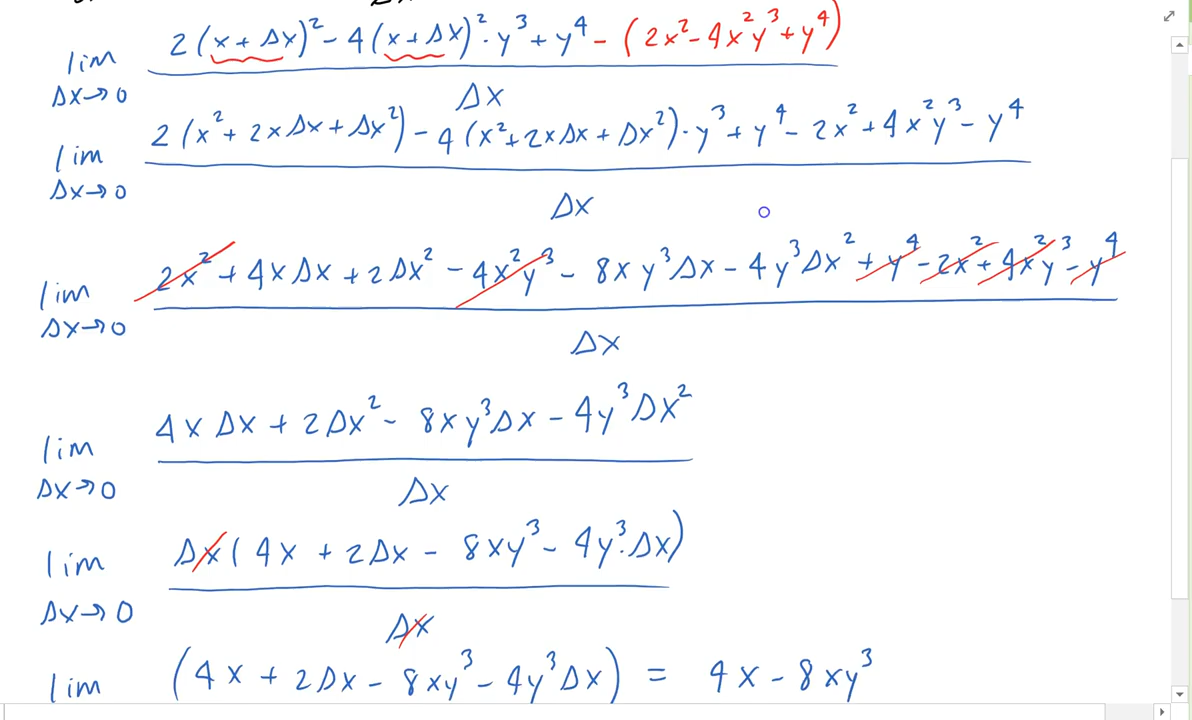 2(x+Δx)² - 4(x+Δx)²·y³ + y⁴ - (2x² - 4x²y³ + y⁴)
lim
Δx→0
Δx
2(x² + 2xΔx + Δx²) - 4(x² + 2xΔx + Δx²)·y³ + y⁴ - 2x² + 4x²y³ - y⁴
lim
Δx→0
Δx
2x² + 4xΔx + 2Δx² - 4x²y³ - 8xy³Δx - 4y³Δx² + y⁴ - 2x² + 4x²y³ - y⁴
lim
Δx→0
Δx
4xΔx + 2Δx² - 8xy³Δx - 4y³Δx²
lim
Δx→0
Δx
Δx(4x + 2Δx - 8xy³ - 4y³·Δx)
lim
Δx→0
Δx
lim (4x + 2Δx - 8xy³ - 4y³Δx) = 4x - 8xy³